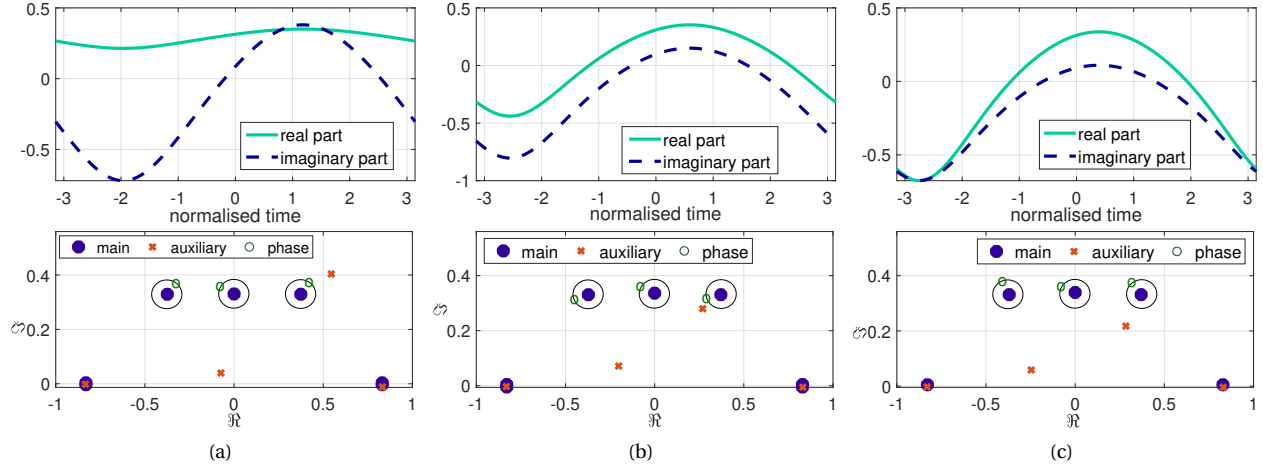 0.5
0
-0.5
real part
imaginary part
-3 -2 -1 0 1 2 3
normalised time
0.5
0
-0.5
-1
real part
imaginary part
-3 -2 -1 0 1 2 3
normalised time
0.5
0
-0.5
real part
imaginary part
-3 -2 -1 0 1 2 3
normalised time
main auxiliary phase
0.4
0.2
0
ℑ
-1 -0.5 0 0.5 1
ℜ
(a)
main auxiliary phase
0.4
0.2
0
ℑ
-1 -0.5 0 0.5 1
ℜ
(b)
main auxiliary phase
0.4
0.2
0
ℑ
-1 -0.5 0 0.5 1
ℜ
(c)